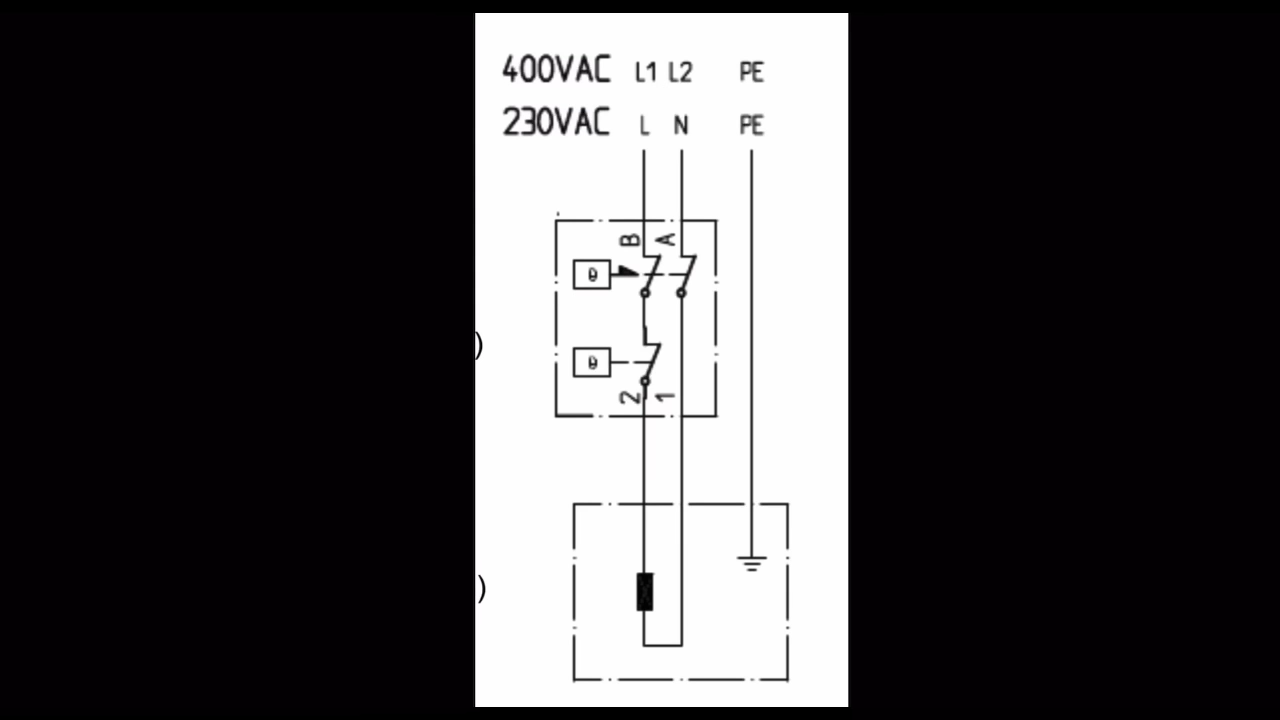 400VAC L1 L2 PE
230VAC L N PE
B A
θ
)
θ
2 1
)